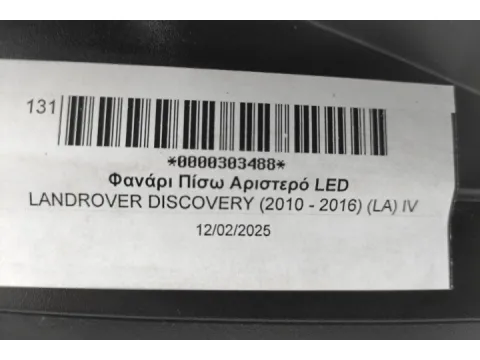 131
*0000303488*
Φανάρι Πίσω Αριστερό LED
LANDROVER DISCOVERY (2010 - 2016) (LA) IV
12/02/2025